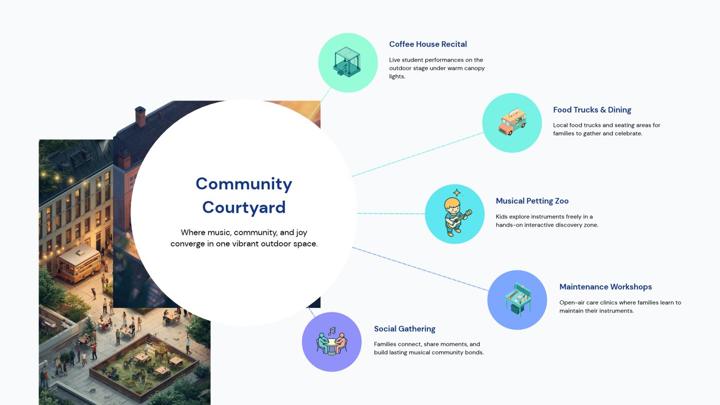 Community
Courtyard
Where music, community, and joy
converge in one vibrant outdoor space.
Coffee House Recital
Live student performances on the
outdoor stage under warm canopy
lights.
Food Trucks & Dining
Local food trucks and seating areas for
families to gather and celebrate.
Musical Petting Zoo
Kids explore instruments freely in a
hands-on interactive discovery zone.
Maintenance Workshops
Open-air care clinics where families learn to
maintain their instruments.
Social Gathering
Families connect, share moments, and
build lasting musical community bonds.